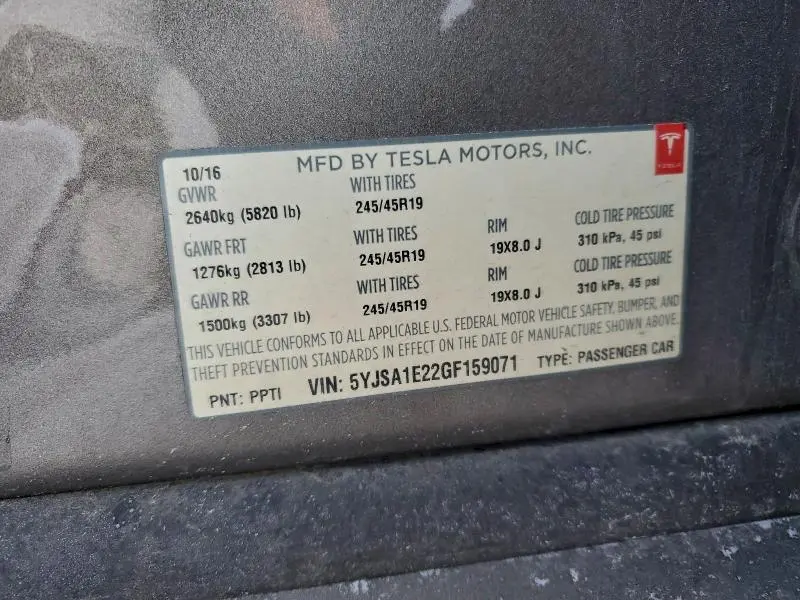 10/16 MFD BY TESLA MOTORS, INC.
TESLA
GVWR WITH TIRES
2640kg (5820 lb) 245/45R19
GAWR FRT WITH TIRES RIM COLD TIRE PRESSURE
1276kg (2813 lb) 245/45R19 19X8.0 J 310 kPa, 45 psi
GAWR RR WITH TIRES RIM COLD TIRE PRESSURE
1500kg (3307 lb) 245/45R19 19X8.0 J 310 kPa, 45 psi
THIS VEHICLE CONFORMS TO ALL APPLICABLE U.S. FEDERAL MOTOR VEHICLE SAFETY, BUMPER, AND
THEFT PREVENTION STANDARDS IN EFFECT ON THE DATE OF MANUFACTURE SHOWN ABOVE.
PNT: PPTI VIN: 5YJSA1E22GF159071 TYPE: PASSENGER CAR